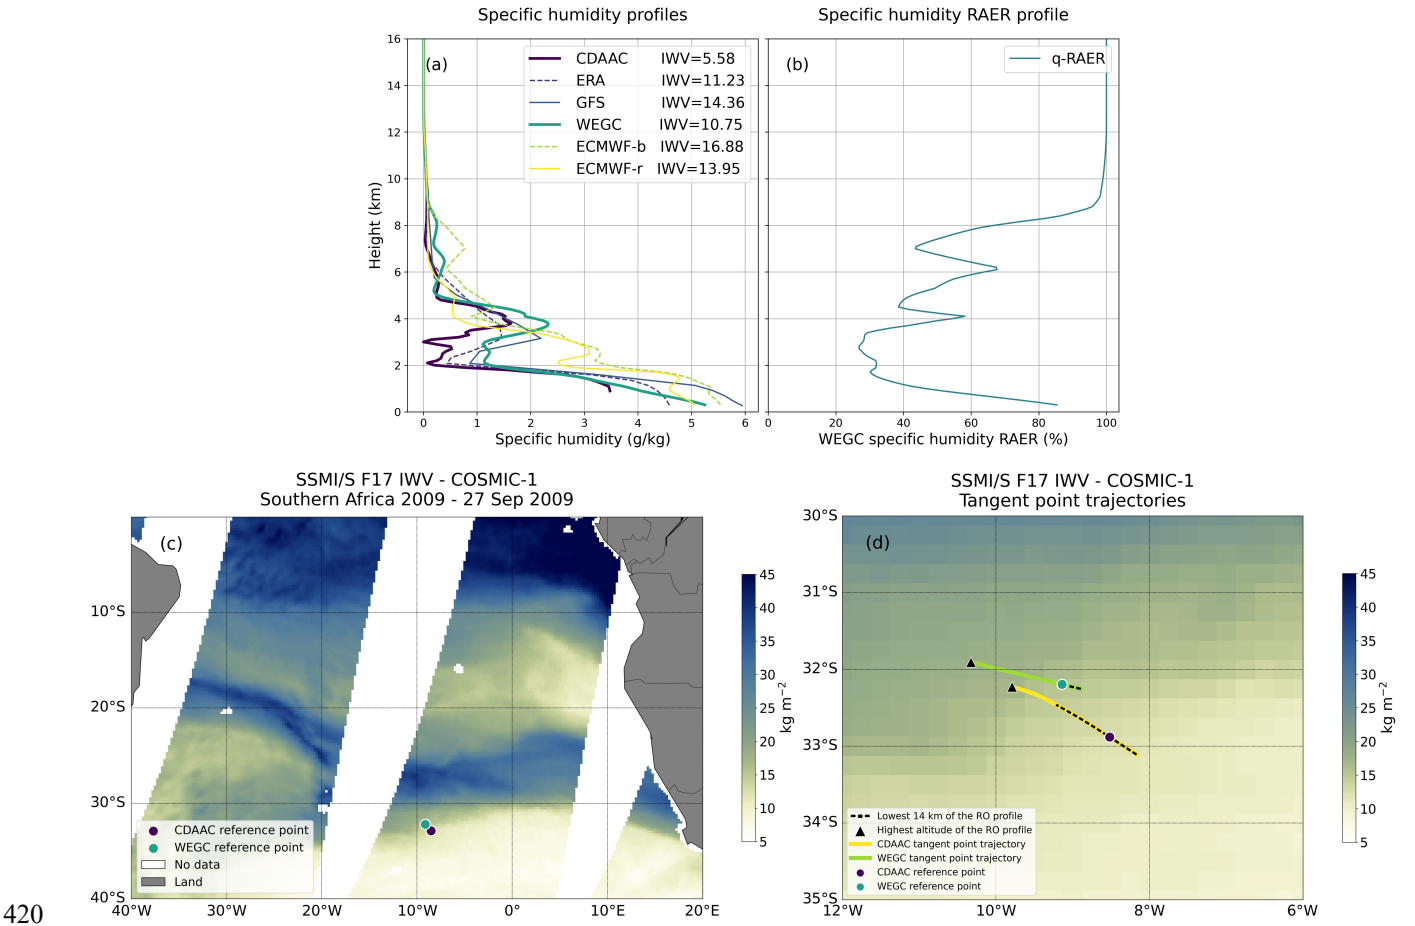 Specific humidity profiles
(a)
CDAAC IWV=5.58
ERA IWV=11.23
GFS IWV=14.36
WEGC IWV=10.75
ECMWF-b IWV=16.88
ECMWF-r IWV=13.95
16
14
12
10
8
6
4
2
0
Height (km)
0 1 2 3 4 5 6
Specific humidity (g/kg)
Specific humidity RAER profile
(b)
q-RAER
0 20 40 60 80 100
WEGC specific humidity RAER (%)
SSMI/S F17 IWV - COSMIC-1
Southern Africa 2009 - 27 Sep 2009
(c)
10°S
20°S
30°S
40°S
CDAAC reference point
WEGC reference point
No data
Land
40°W 30°W 20°W 10°W 0° 10°E 20°E
45
40
35
30
25
20
15
10
5
kg m⁻²
SSMI/S F17 IWV - COSMIC-1
Tangent point trajectories
(d)
30°S
31°S
32°S
33°S
34°S
35°S
Lowest 14 km of the RO profile
Highest altitude of the RO profile
CDAAC tangent point trajectory
WEGC tangent point trajectory
CDAAC reference point
WEGC reference point
12°W 10°W 8°W 6°W
45
40
35
30
25
20
15
10
5
kg m⁻²
420